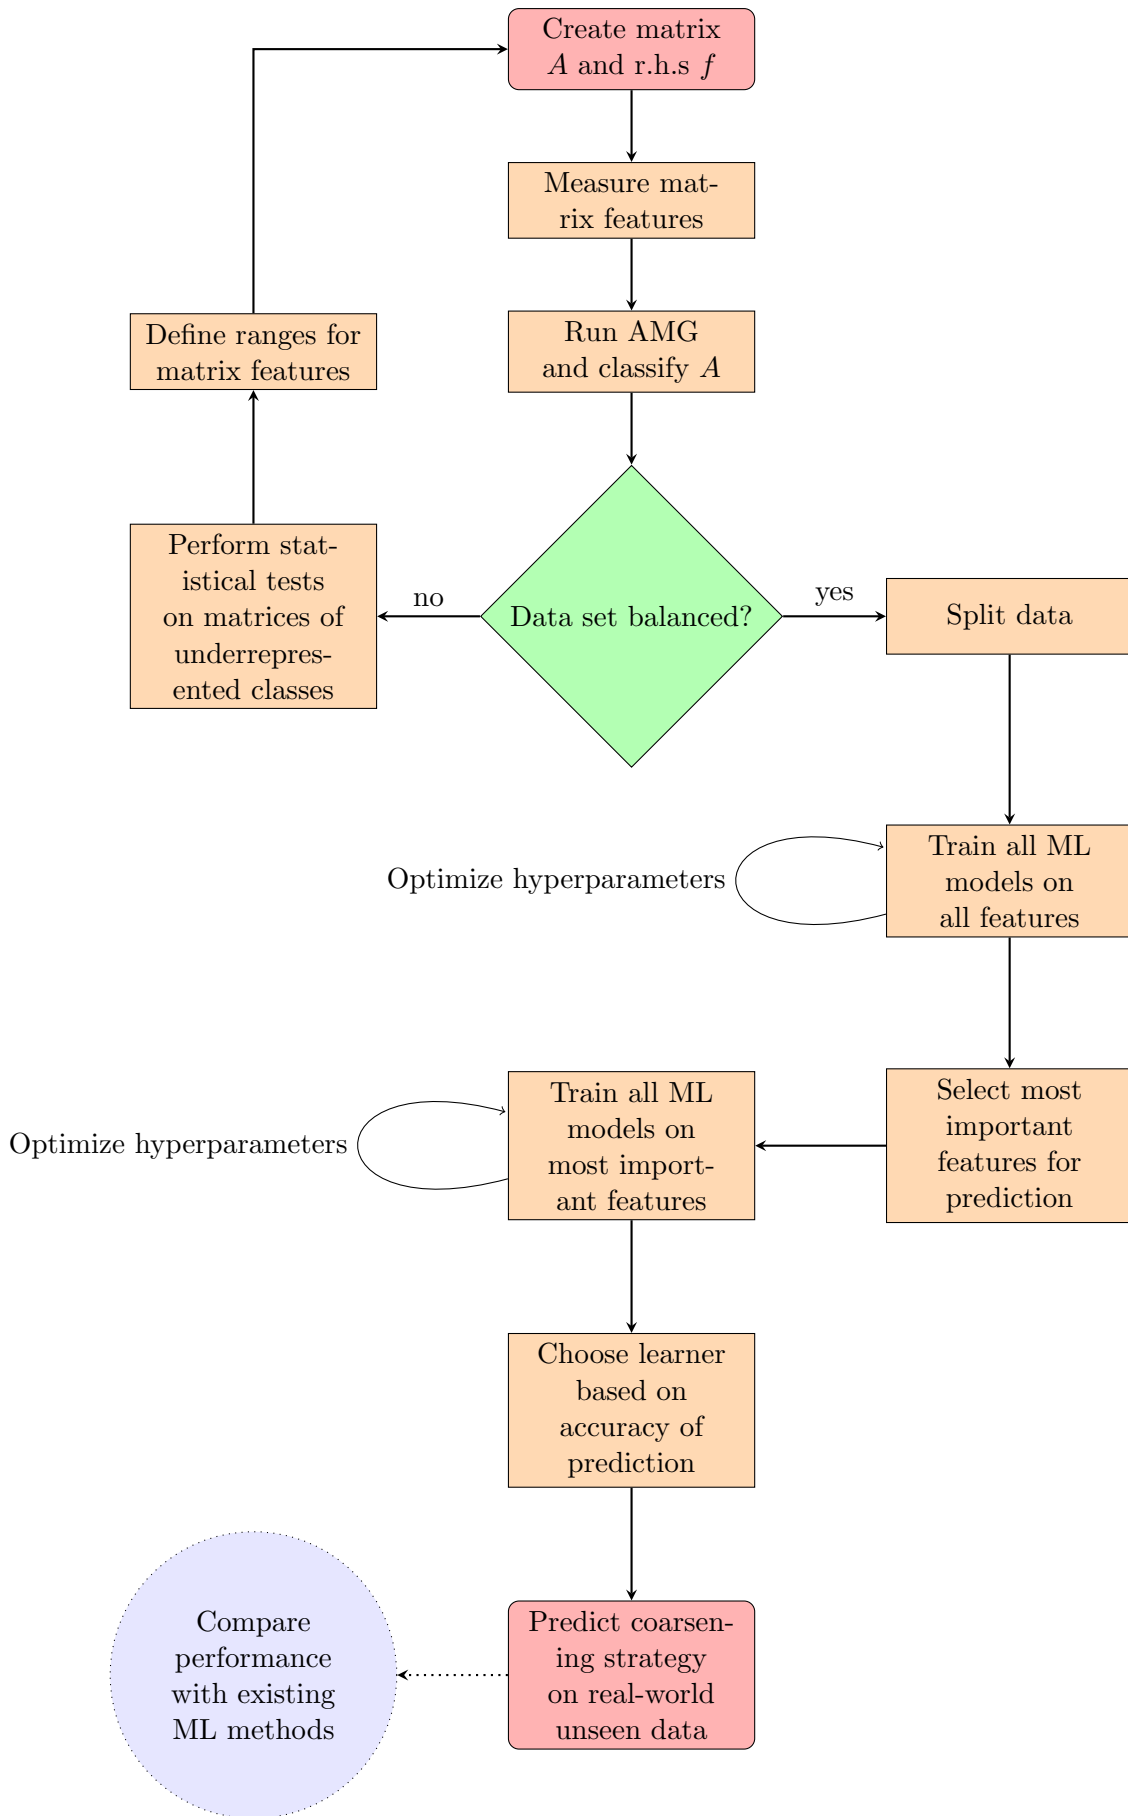 Create matrix
A and r.h.s f
Measure mat-
rix features
Run AMG
and classify A
Define ranges for
matrix features
Perform stat-
istical tests
on matrices of
underrepres-
ented classes
no
Data set balanced?
yes
Split data
Optimize hyperparameters
Train all ML
models on
all features
Select most
important
features for
prediction
Optimize hyperparameters
Train all ML
models on
most import-
ant features
Choose learner
based on
accuracy of
prediction
Predict coarsen-
ing strategy
on real-world
unseen data
Compare
performance
with existing
ML methods